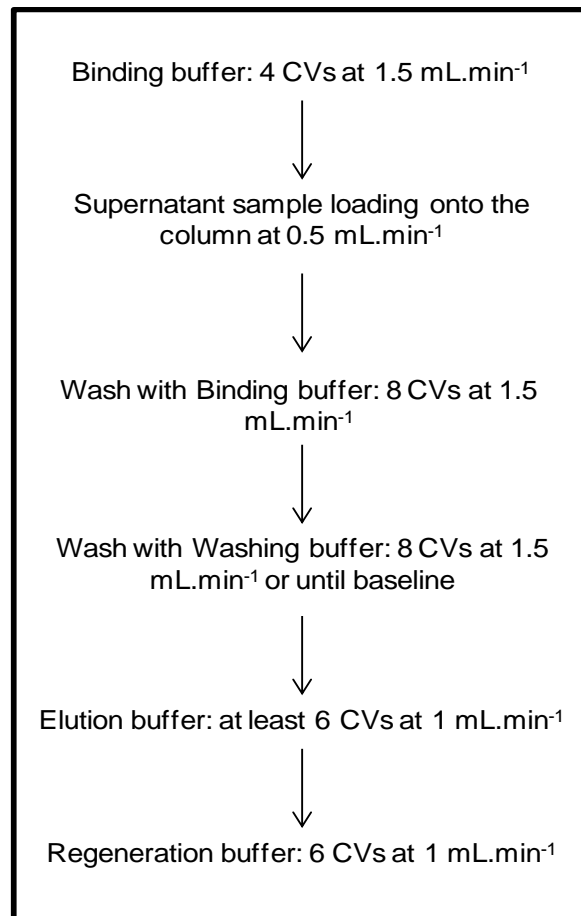 Binding buffer: 4 CVs at 1.5 mL.min⁻¹
Supernatant sample loading onto the
column at 0.5 mL.min⁻¹
Wash with Binding buffer: 8 CVs at 1.5
mL.min⁻¹
Wash with Washing buffer: 8 CVs at 1.5
mL.min⁻¹ or until baseline
Elution buffer: at least 6 CVs at 1 mL.min⁻¹
Regeneration buffer: 6 CVs at 1 mL.min⁻¹